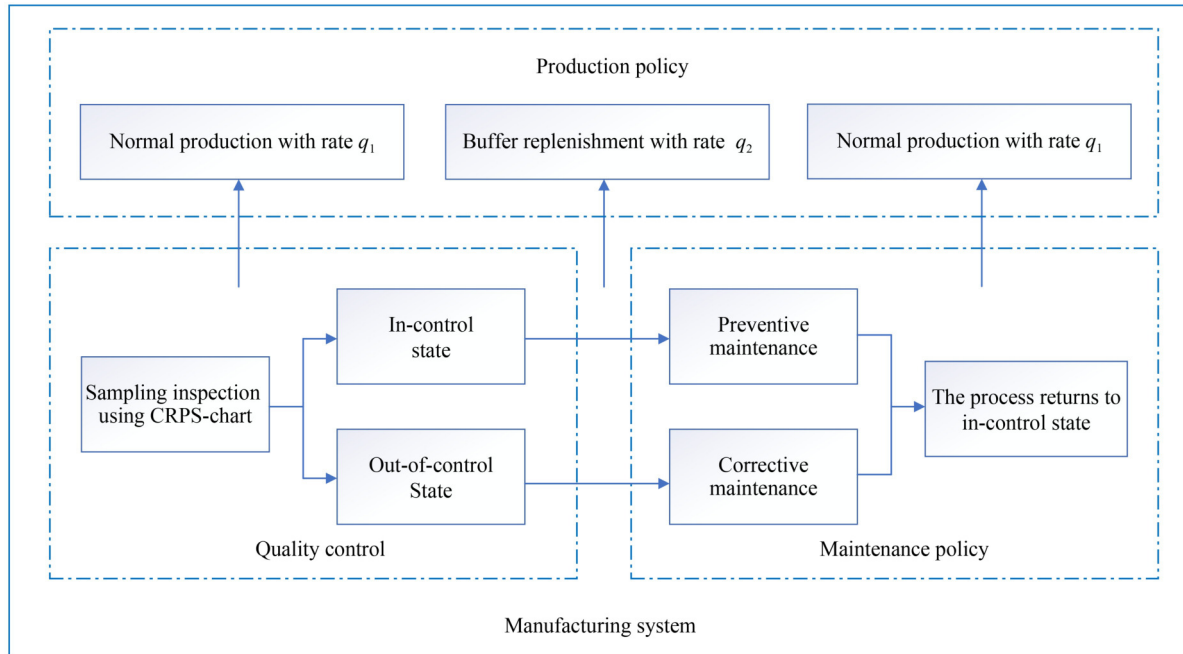 Production policy
Normal production with rate q1
Buffer replenishment with rate q2
Normal production with rate q1
In-control
state
Preventive
maintenance
Sampling inspection
using CRPS-chart
The process returns to
in-control state
Out-of-control
State
Corrective
maintenance
Quality control
Maintenance policy
Manufacturing system